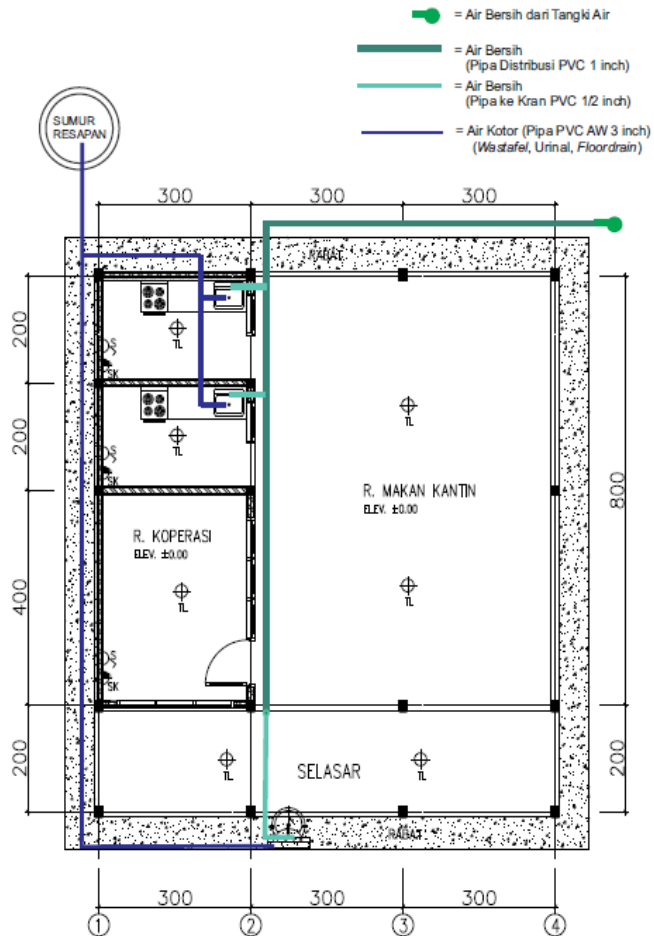 = Air Bersih dari Tangki Air
= Air Bersih
(Pipa Distribusi PVC 1 inch)
= Air Bersih
(Pipa ke Kran PVC 1/2 inch)
= Air Kotor (Pipa PVC AW 3 inch)
(Wastafel, Urinal, Floordrain)
SUMUR
RESAPAN
300 300 300
RABAT
200
TL
S
SK
200
TL
S
SK
TL
R. MAKAN KANTIN
ELEV. ±0.00
800
R. KOPERASI
ELEV. ±0.00
400
TL
TL
S
SK
200
SELASAR
TL
TL
200
RABAT
300 300 300
1 2 3 4